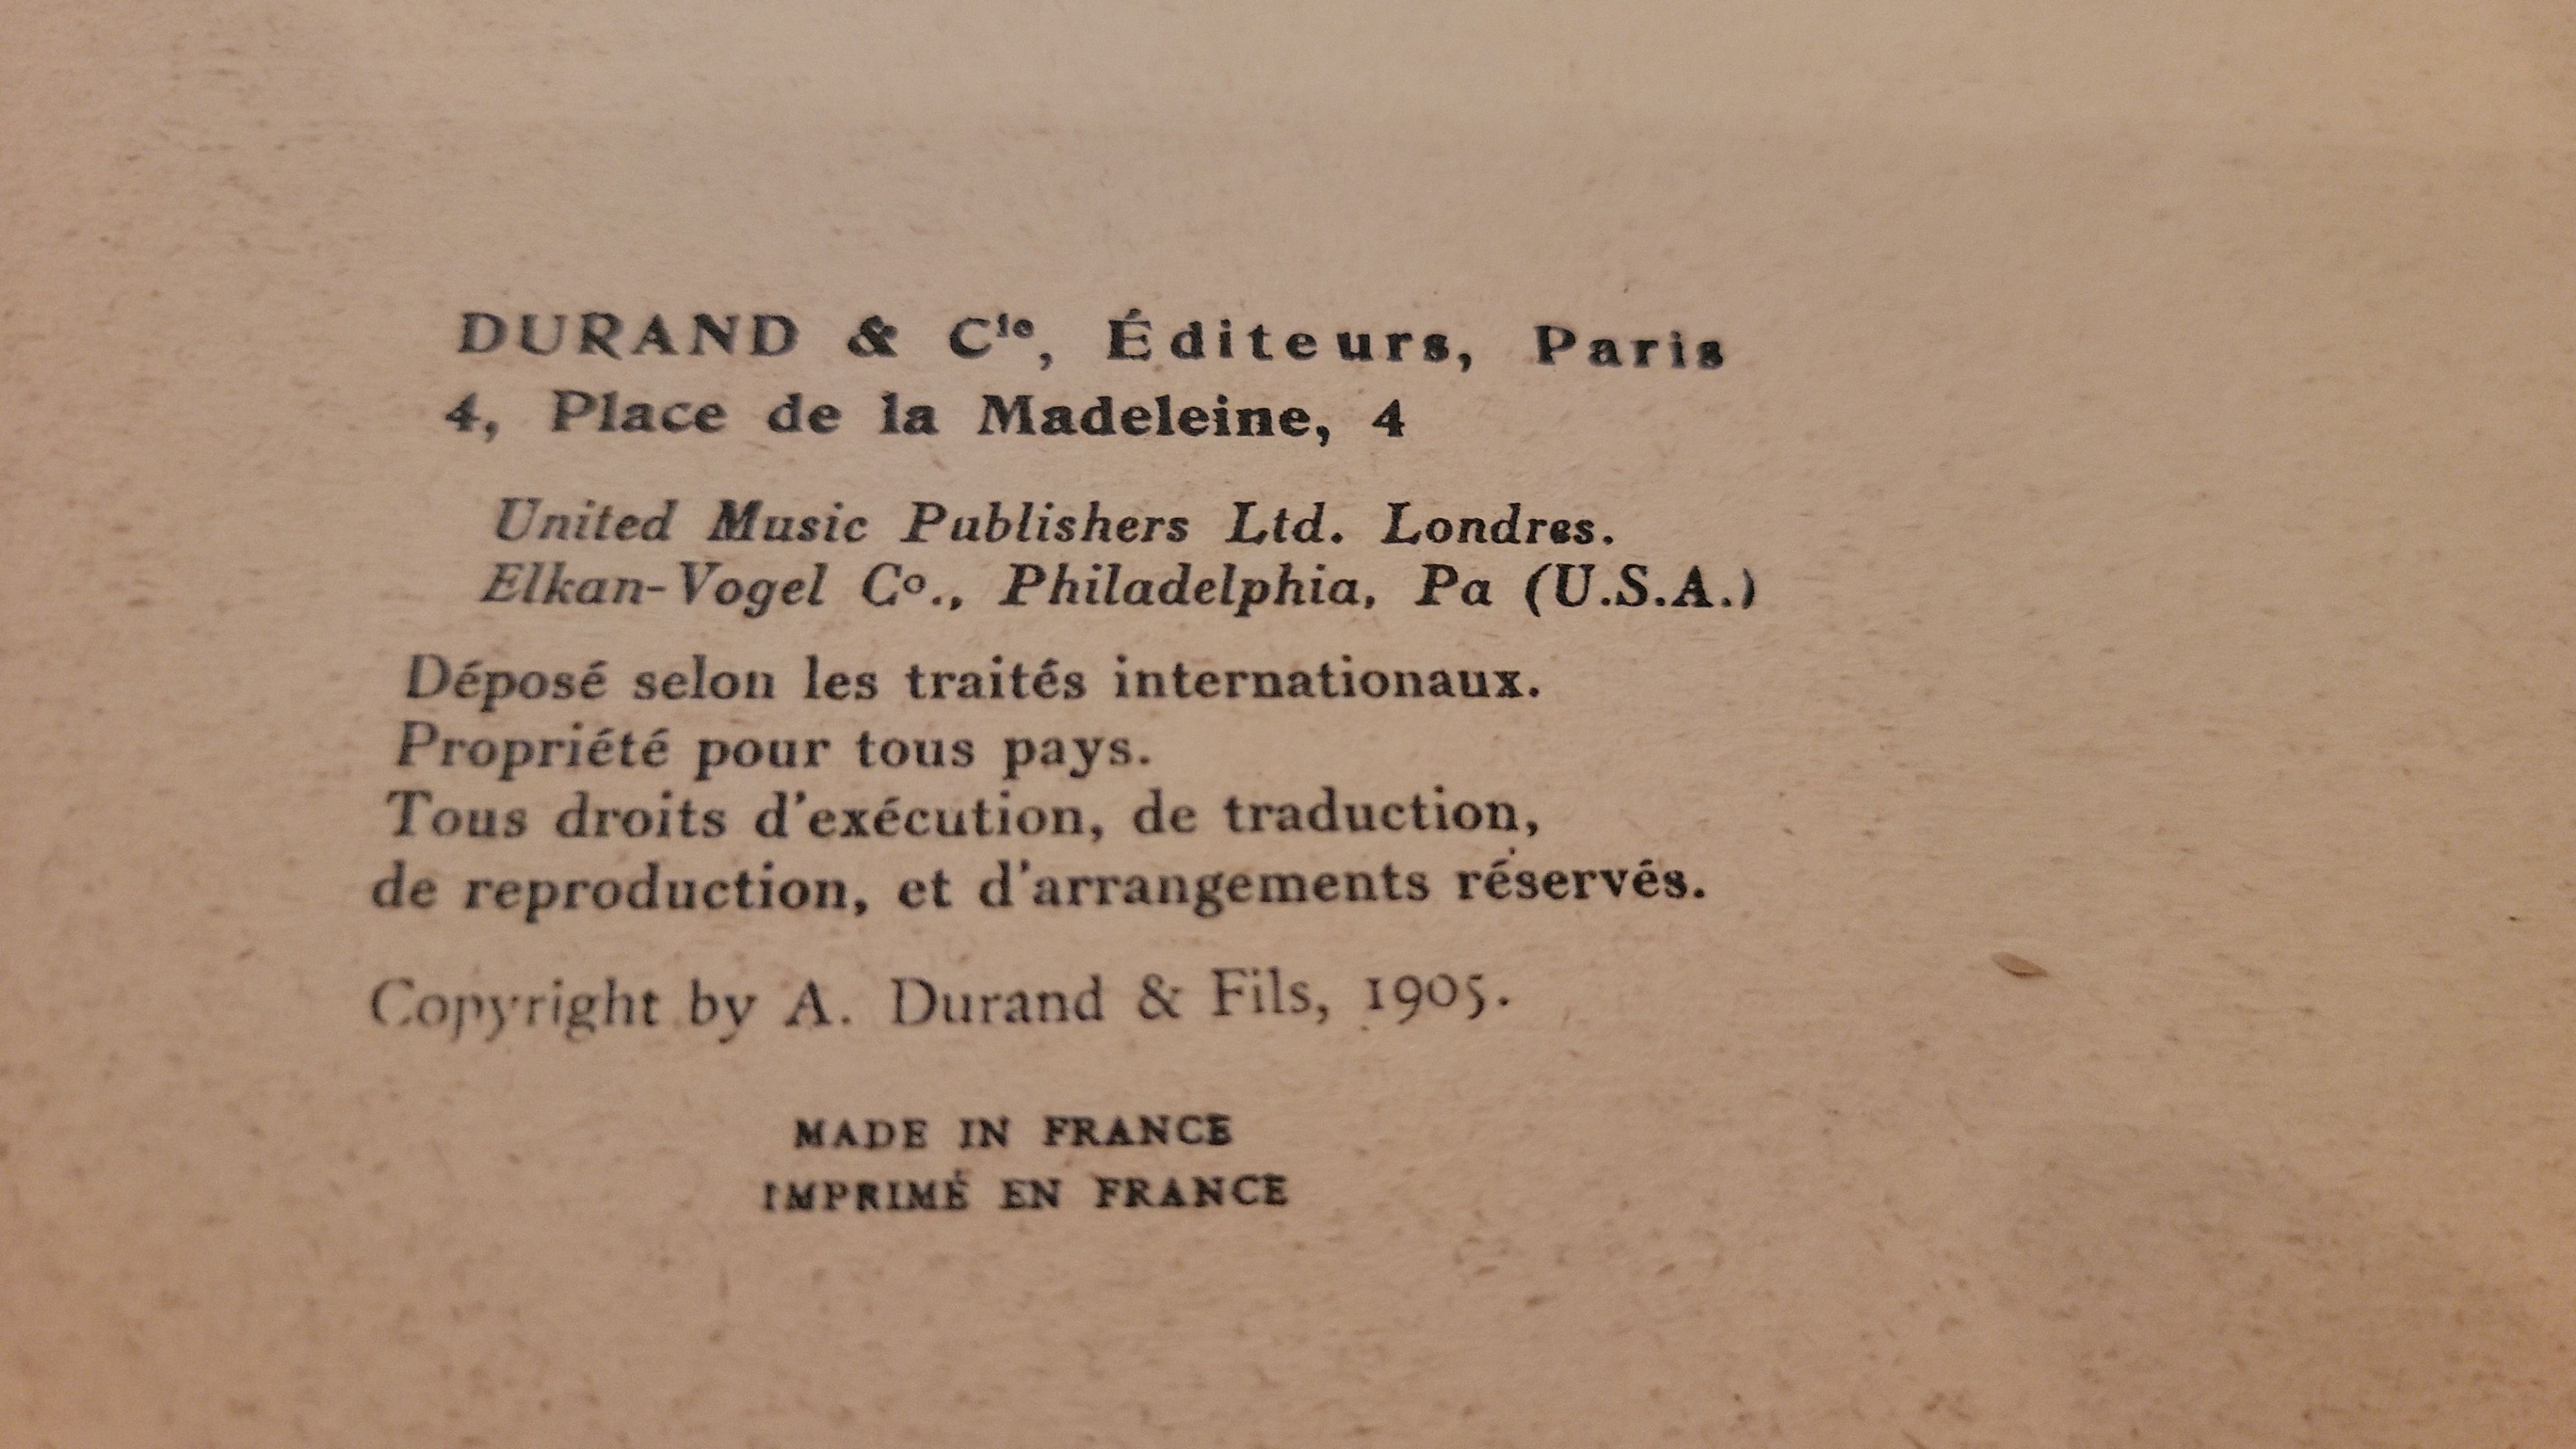 DURAND & Cie, Éditeurs, Paris
4, Place de la Madeleine, 4
United Music Publishers Ltd. Londres.
Elkan-Vogel Co., Philadelphia, Pa (U.S.A.)
Déposé selon les traités internationaux.
Propriété pour tous pays.
Tous droits d'exécution, de traduction,
de reproduction, et d'arrangements réservés.
Copyright by A. Durand & Fils, 1905.
MADE IN FRANCE
IMPRIMÉ EN FRANCE